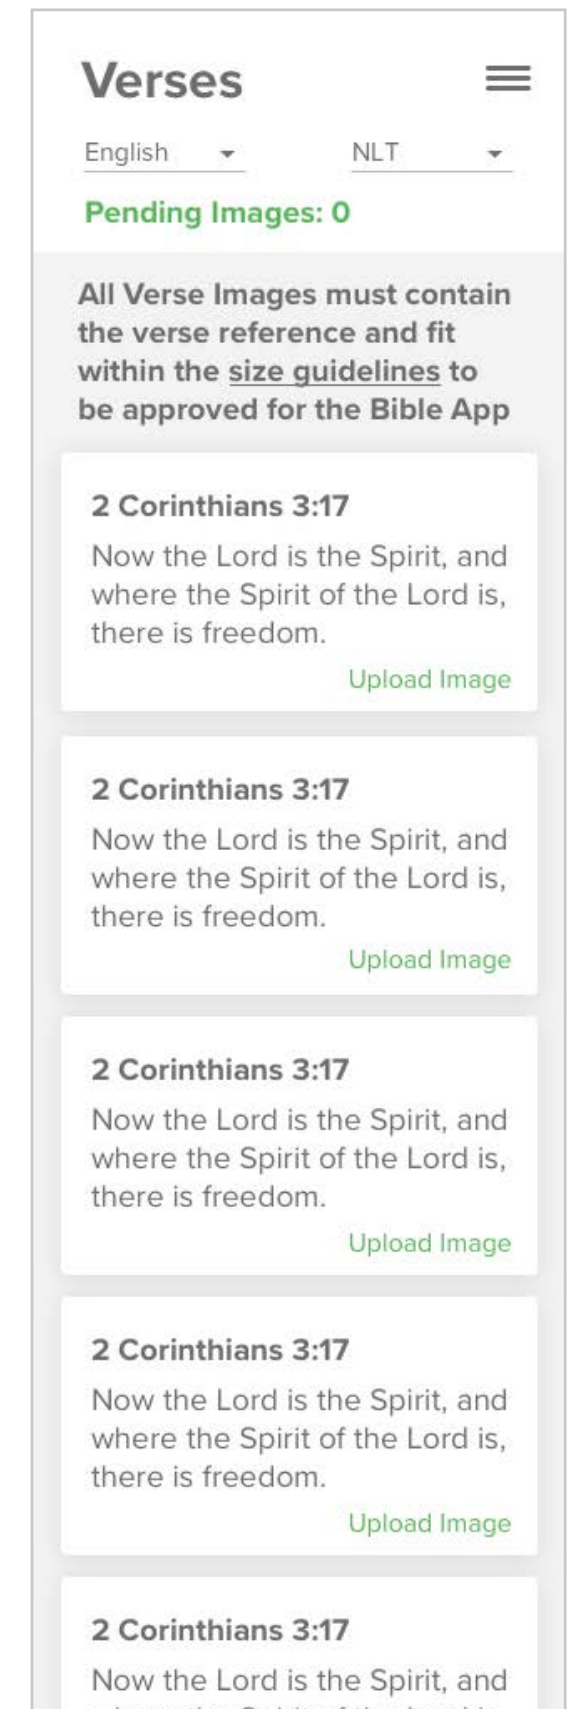 Verses
English NLT
Pending Images: 0
All Verse Images must contain
the verse reference and fit
within the size guidelines to
be approved for the Bible App
2 Corinthians 3:17
Now the Lord is the Spirit, and
where the Spirit of the Lord is,
there is freedom.
Upload Image
2 Corinthians 3:17
Now the Lord is the Spirit, and
where the Spirit of the Lord is,
there is freedom.
Upload Image
2 Corinthians 3:17
Now the Lord is the Spirit, and
where the Spirit of the Lord is,
there is freedom.
Upload Image
2 Corinthians 3:17
Now the Lord is the Spirit, and
where the Spirit of the Lord is,
there is freedom.
Upload Image
2 Corinthians 3:17
Now the Lord is the Spirit, and